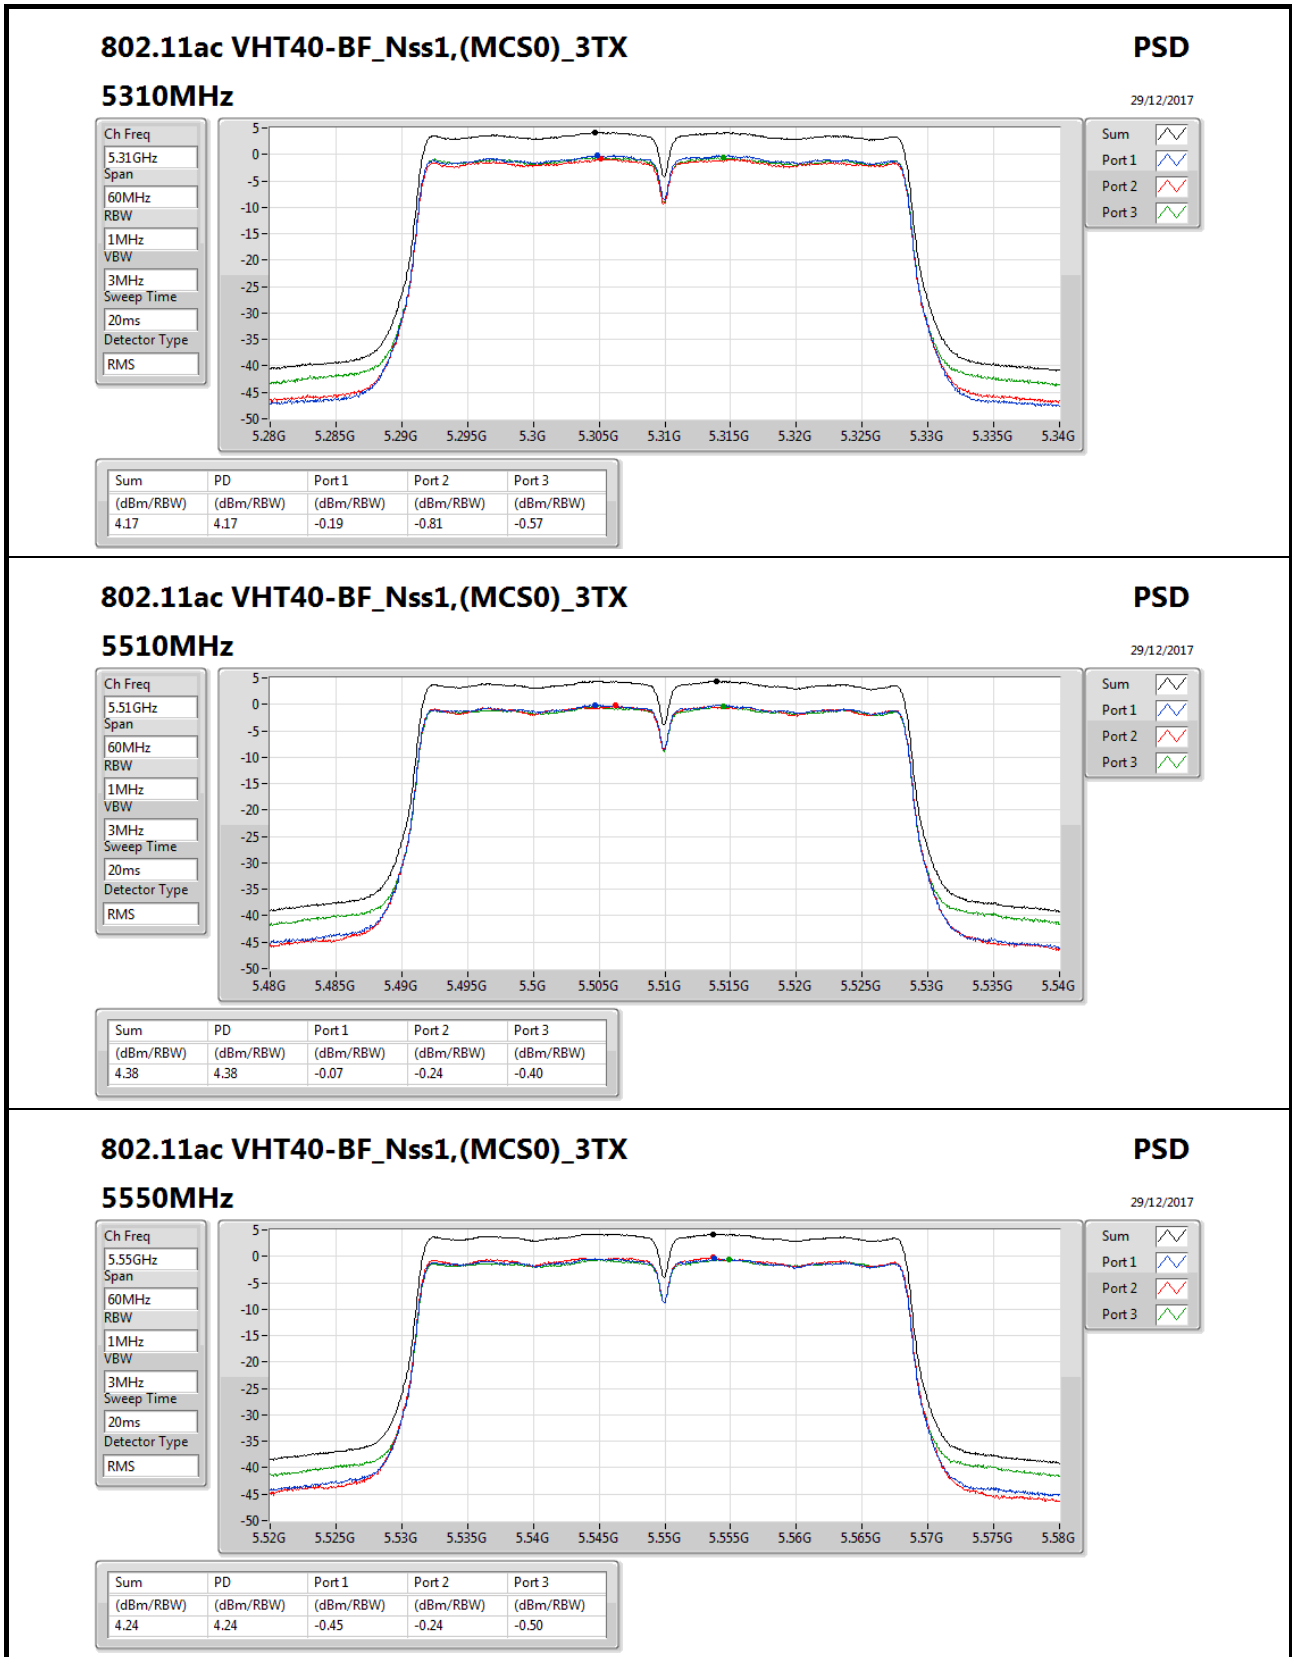 802.11ac VHT40-BF_Nss1,(MCS0)_3TX PSD
5310MHz
29/12/2017
Ch Freq
5.31GHz
Span
60MHz
RBW
1MHz
VBW
3MHz
Sweep Time
20ms
Detector Type
RMS
5
0
-5
-10
-15
-20
-25
-30
-35
-40
-45
-50
5.28G 5.285G 5.29G 5.295G 5.3G 5.305G 5.31G 5.315G 5.32G 5.325G 5.33G 5.335G 5.34G
Sum
Port 1
Port 2
Port 3
Sum PD Port 1 Port 2 Port 3
(dBm/RBW) (dBm/RBW) (dBm/RBW) (dBm/RBW) (dBm/RBW)
4.17 4.17 -0.19 -0.81 -0.57
802.11ac VHT40-BF_Nss1,(MCS0)_3TX PSD
5510MHz
29/12/2017
Ch Freq
5.51GHz
Span
60MHz
RBW
1MHz
VBW
3MHz
Sweep Time
20ms
Detector Type
RMS
5
0
-5
-10
-15
-20
-25
-30
-35
-40
-45
-50
5.48G 5.485G 5.49G 5.495G 5.5G 5.505G 5.51G 5.515G 5.52G 5.525G 5.53G 5.535G 5.54G
Sum
Port 1
Port 2
Port 3
Sum PD Port 1 Port 2 Port 3
(dBm/RBW) (dBm/RBW) (dBm/RBW) (dBm/RBW) (dBm/RBW)
4.38 4.38 -0.07 -0.24 -0.40
802.11ac VHT40-BF_Nss1,(MCS0)_3TX PSD
5550MHz
29/12/2017
Ch Freq
5.55GHz
Span
60MHz
RBW
1MHz
VBW
3MHz
Sweep Time
20ms
Detector Type
RMS
5
0
-5
-10
-15
-20
-25
-30
-35
-40
-45
-50
5.52G 5.525G 5.53G 5.535G 5.54G 5.545G 5.55G 5.555G 5.56G 5.565G 5.57G 5.575G 5.58G
Sum
Port 1
Port 2
Port 3
Sum PD Port 1 Port 2 Port 3
(dBm/RBW) (dBm/RBW) (dBm/RBW) (dBm/RBW) (dBm/RBW)
4.24 4.24 -0.45 -0.24 -0.50